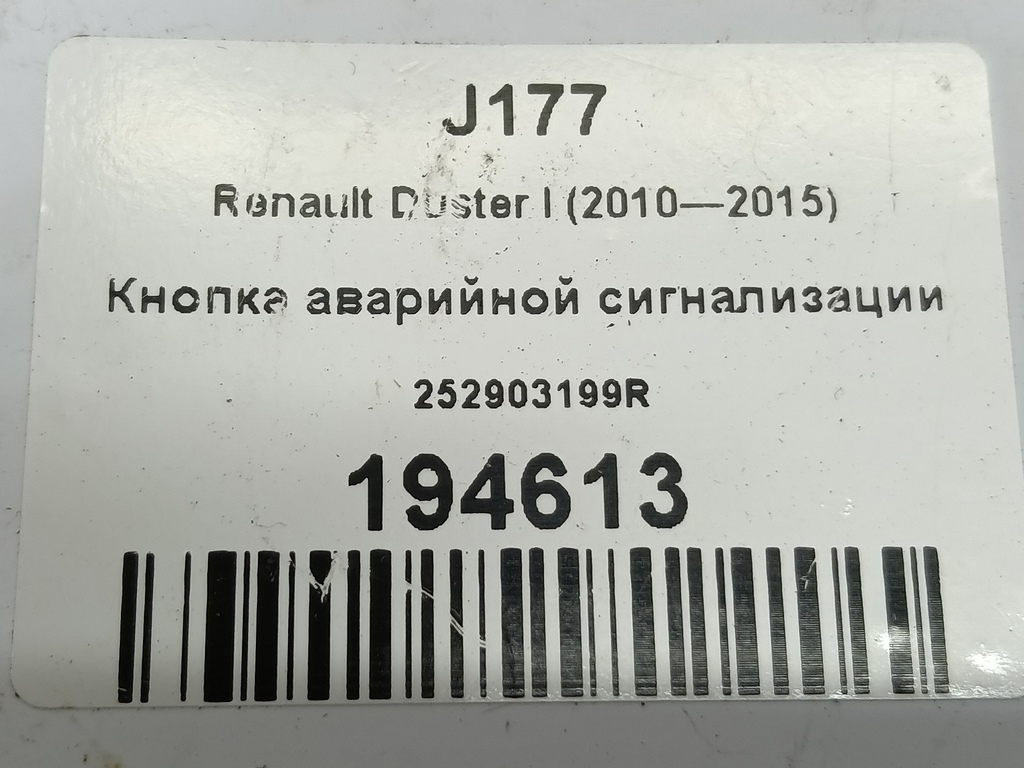 J177
Renault Duster I (2010—2015)
Кнопка аварийной сигнализации
252903199R
194613